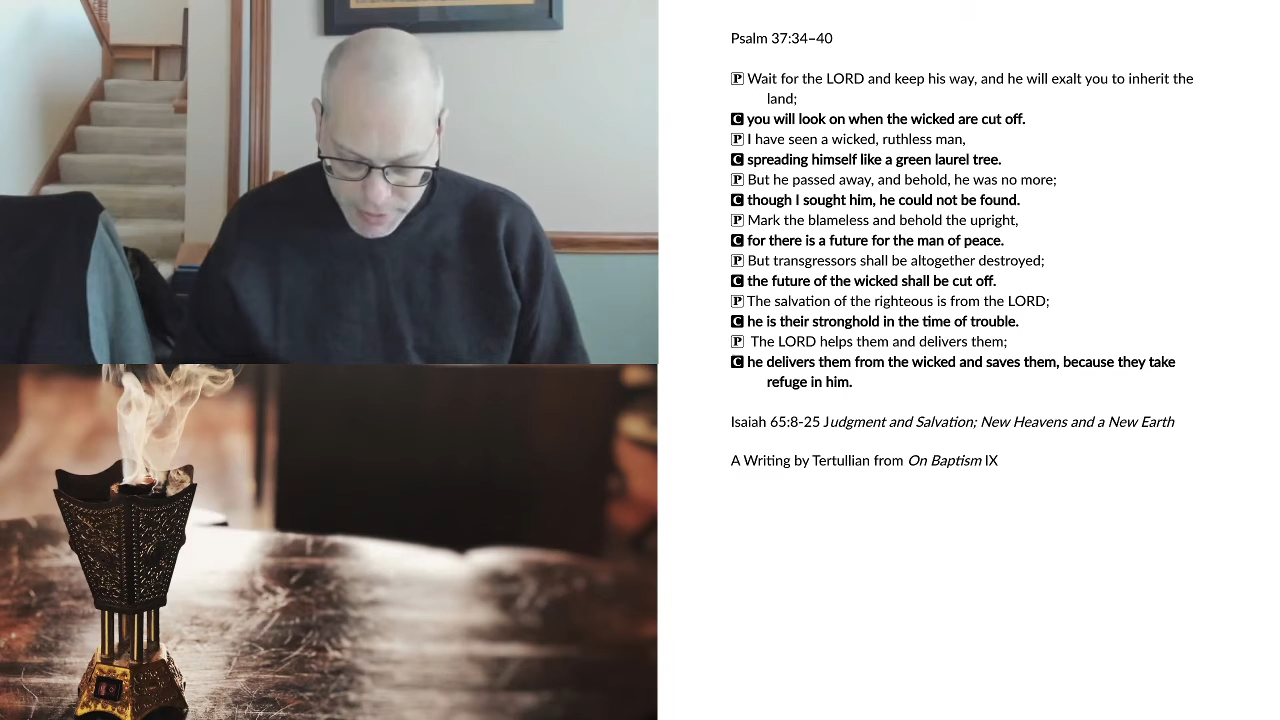 Psalm 37:34–40
🄿 Wait for the LORD and keep his way, and he will exalt you to inherit the
land;
🅲 you will look on when the wicked are cut off.
🄿 I have seen a wicked, ruthless man,
🅲 spreading himself like a green laurel tree.
🄿 But he passed away, and behold, he was no more;
🅲 though I sought him, he could not be found.
🄿 Mark the blameless and behold the upright,
🅲 for there is a future for the man of peace.
🄿 But transgressors shall be altogether destroyed;
🅲 the future of the wicked shall be cut off.
🄿 The salvation of the righteous is from the LORD;
🅲 he is their stronghold in the time of trouble.
🄿 The LORD helps them and delivers them;
🅲 he delivers them from the wicked and saves them, because they take
refuge in him.
Isaiah 65:8-25 Judgment and Salvation; New Heavens and a New Earth
A Writing by Tertullian from On Baptism IX